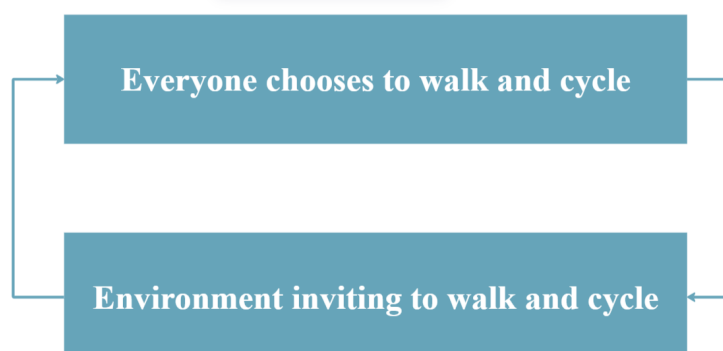 Everyone chooses to walk and cycle
Environment inviting to walk and cycle